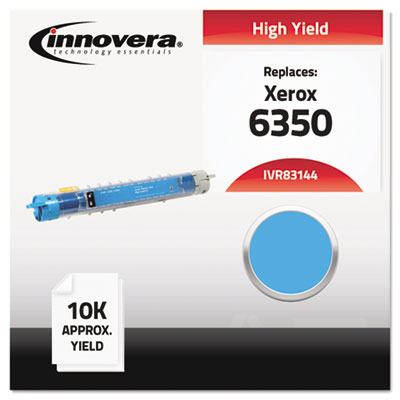 innovera
technology essentials
High Yield
Replaces:
Xerox
6350
IVR83144
10K
APPROX.
YIELD